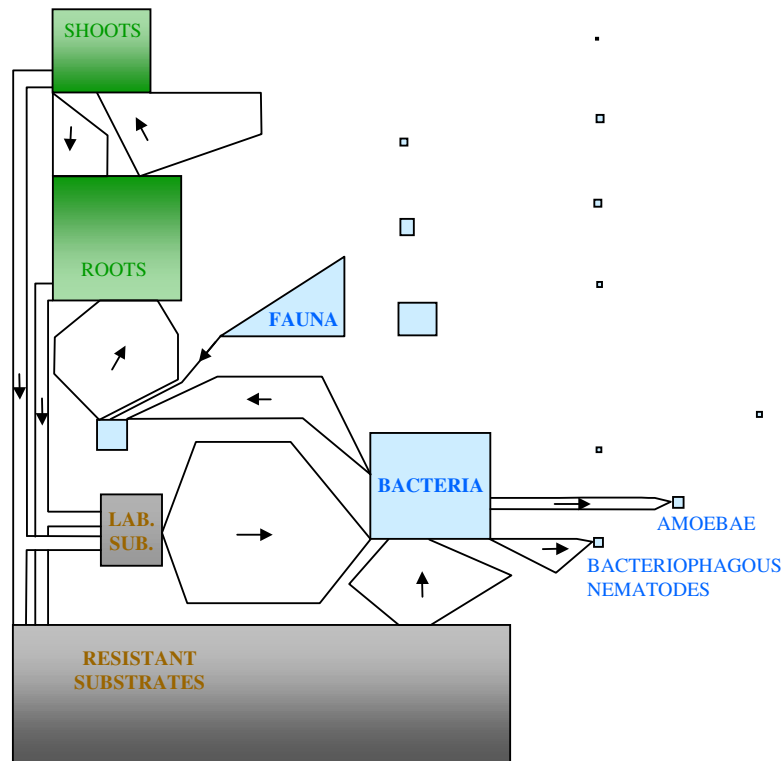 SHOOTS
ROOTS
FAUNA
BACTERIA
LAB.
SUB.
AMOEBAE
BACTERIOPHAGOUS
NEMATODES
RESISTANT
SUBSTRATES